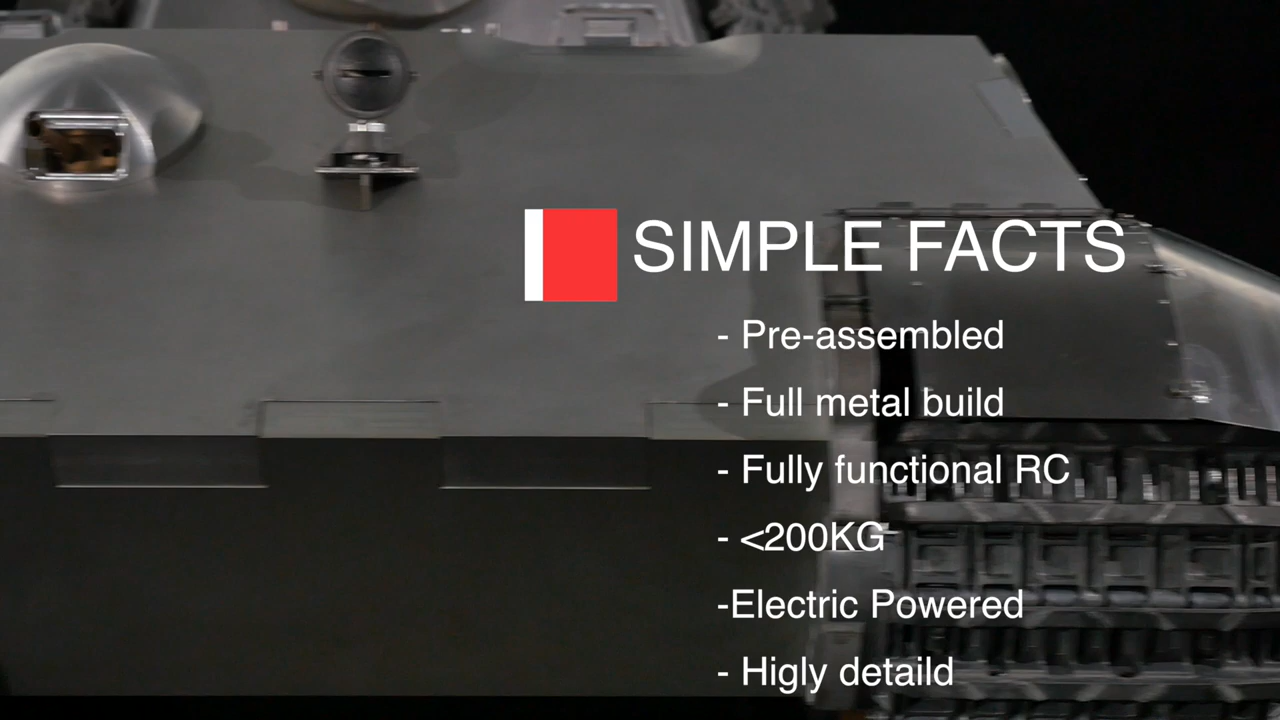 SIMPLE FACTS
- Pre-assembled
- Full metal build
- Fully functional RC
- <200KG
-Electric Powered
- Higly detaild